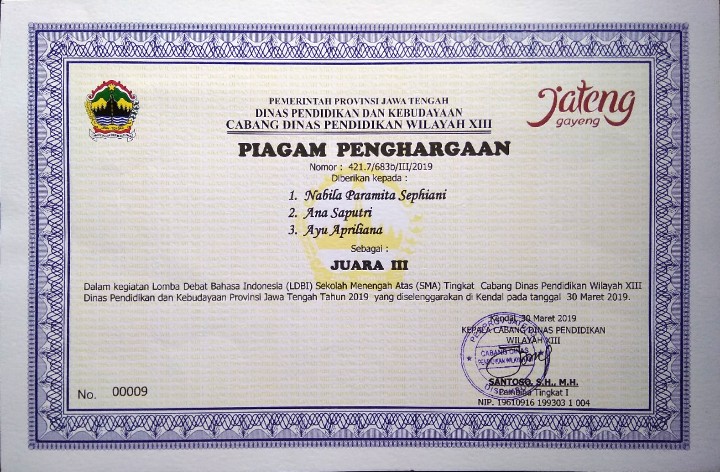 PEMERINTAH PROVINSI JAWA TENGAH
DINAS PENDIDIKAN DAN KEBUDAYAAN
CABANG DINAS PENDIDIKAN WILAYAH XIII
Jateng
gayeng
PIAGAM PENGHARGAAN
Nomor : 421.7/683b/III/2019
Diberikan kepada :
1. Nabila Paramita Sephiani
2. Ana Saputri
3. Ayu Apriliana
Sebagai :
JUARA III
Dalam kegiatan Lomba Debat Bahasa Indonesia (LDBI) Sekolah Menengah Atas (SMA) Tingkat Cabang Dinas Pendidikan Wilayah XIII
Dinas Pendidikan dan Kebudayaan Provinsi Jawa Tengah Tahun 2019 yang diselenggarakan di Kendal pada tanggal 30 Maret 2019.
Kendal, 30 Maret 2019
KEPALA CABANG DINAS PENDIDIKAN
WILAYAH XIII
CABANG DINAS
PENDIDIKAN WILAYAH
SANTOSO, S.H., M.H.
Pembina Tingkat I
NIP. 19610916 199303 1 004
No. 00009